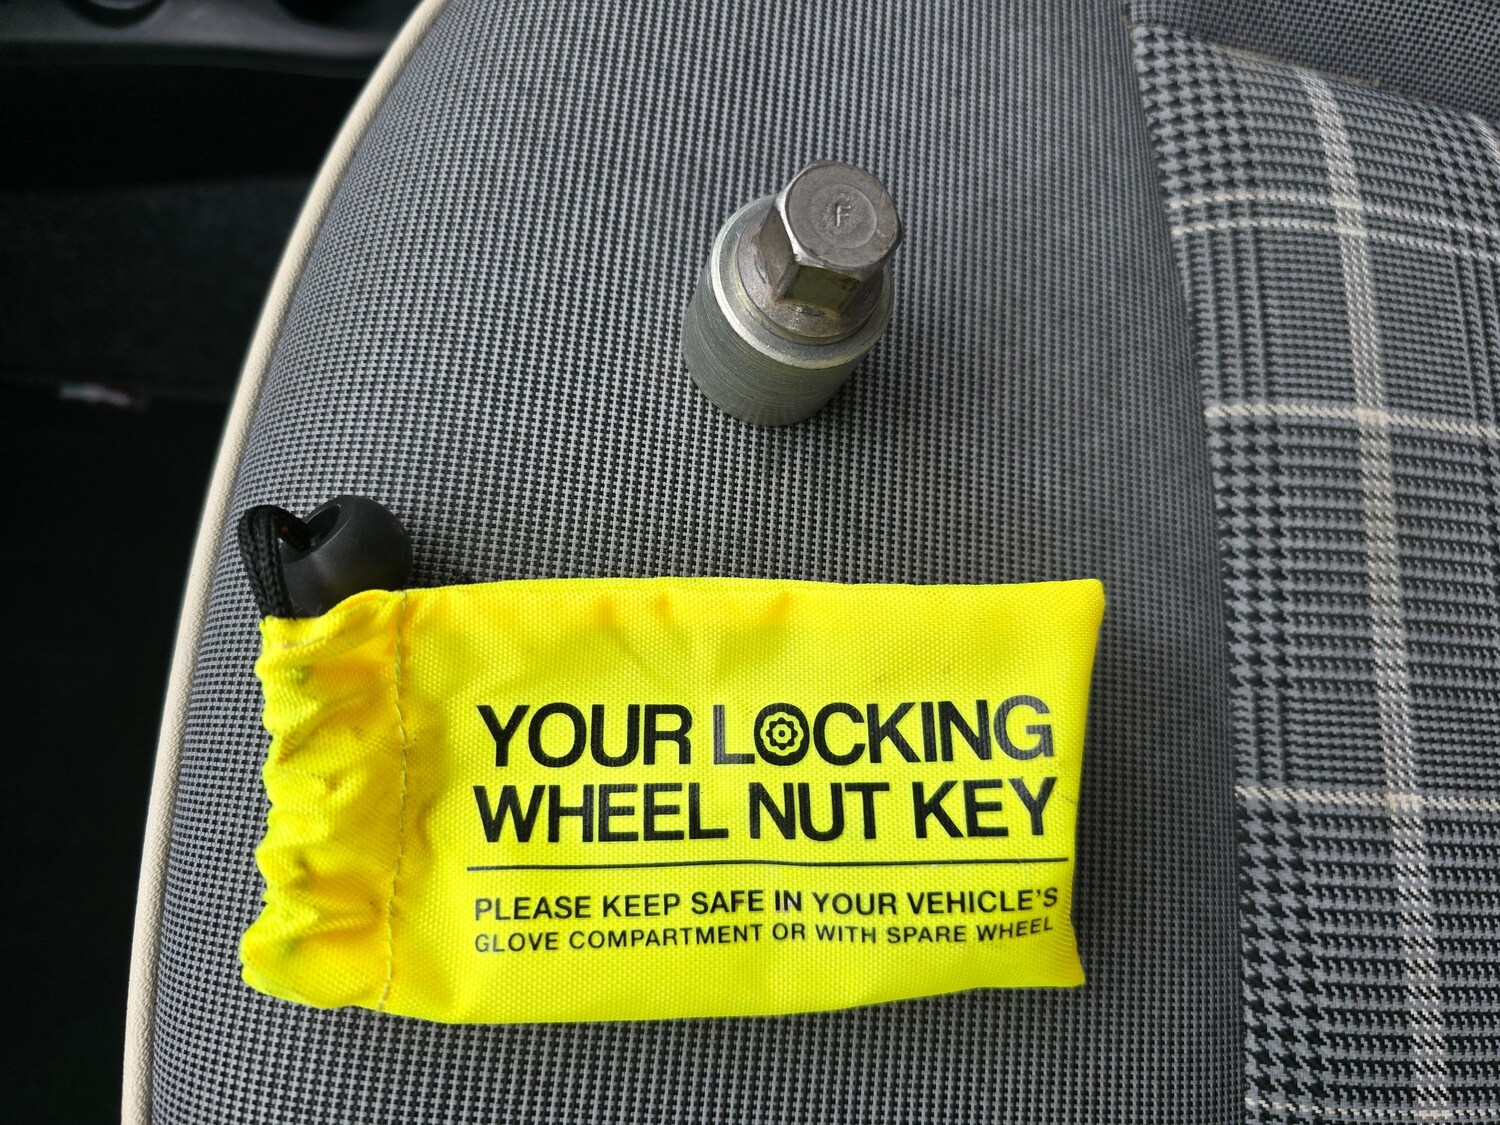 F
YOUR LOCKING
WHEEL NUT KEY
PLEASE KEEP SAFE IN YOUR VEHICLE'S
GLOVE COMPARTMENT OR WITH SPARE WHEEL